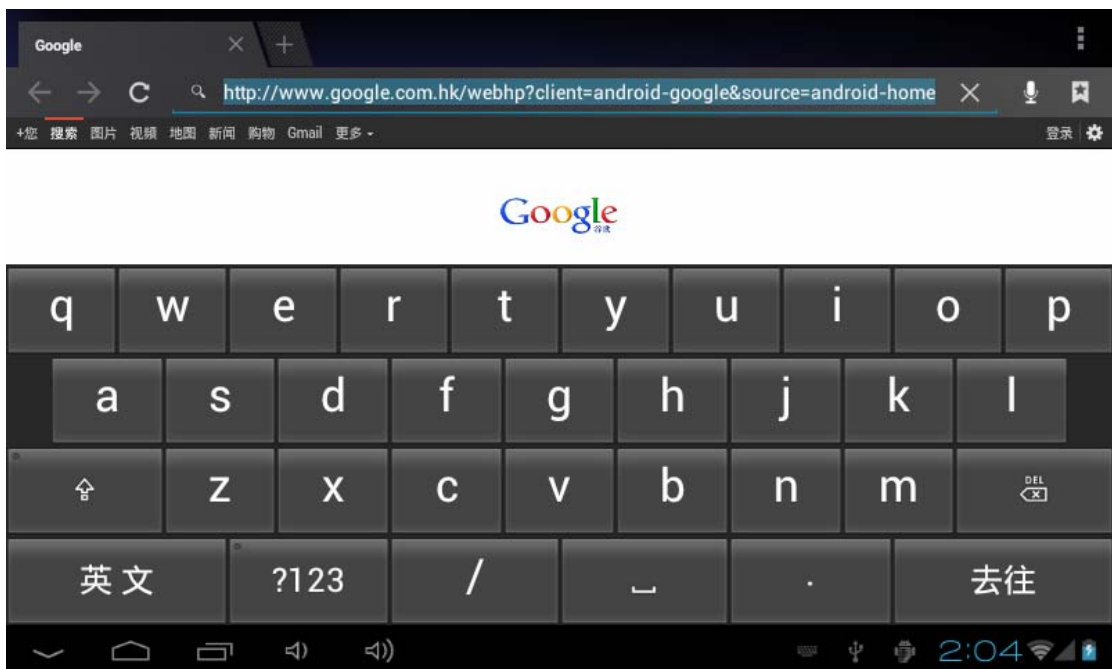 Google
http://www.google.com.hk/webhp?client=android-google&source=android-home
+您 搜索 图片 视频 地图 新闻 购物 Gmail 更多 登录
Google
谷歌
q w e r t y u i o p
a s d f g h j k l
z x c v b n m DEL
英文 ?123 / .
去往
2:04